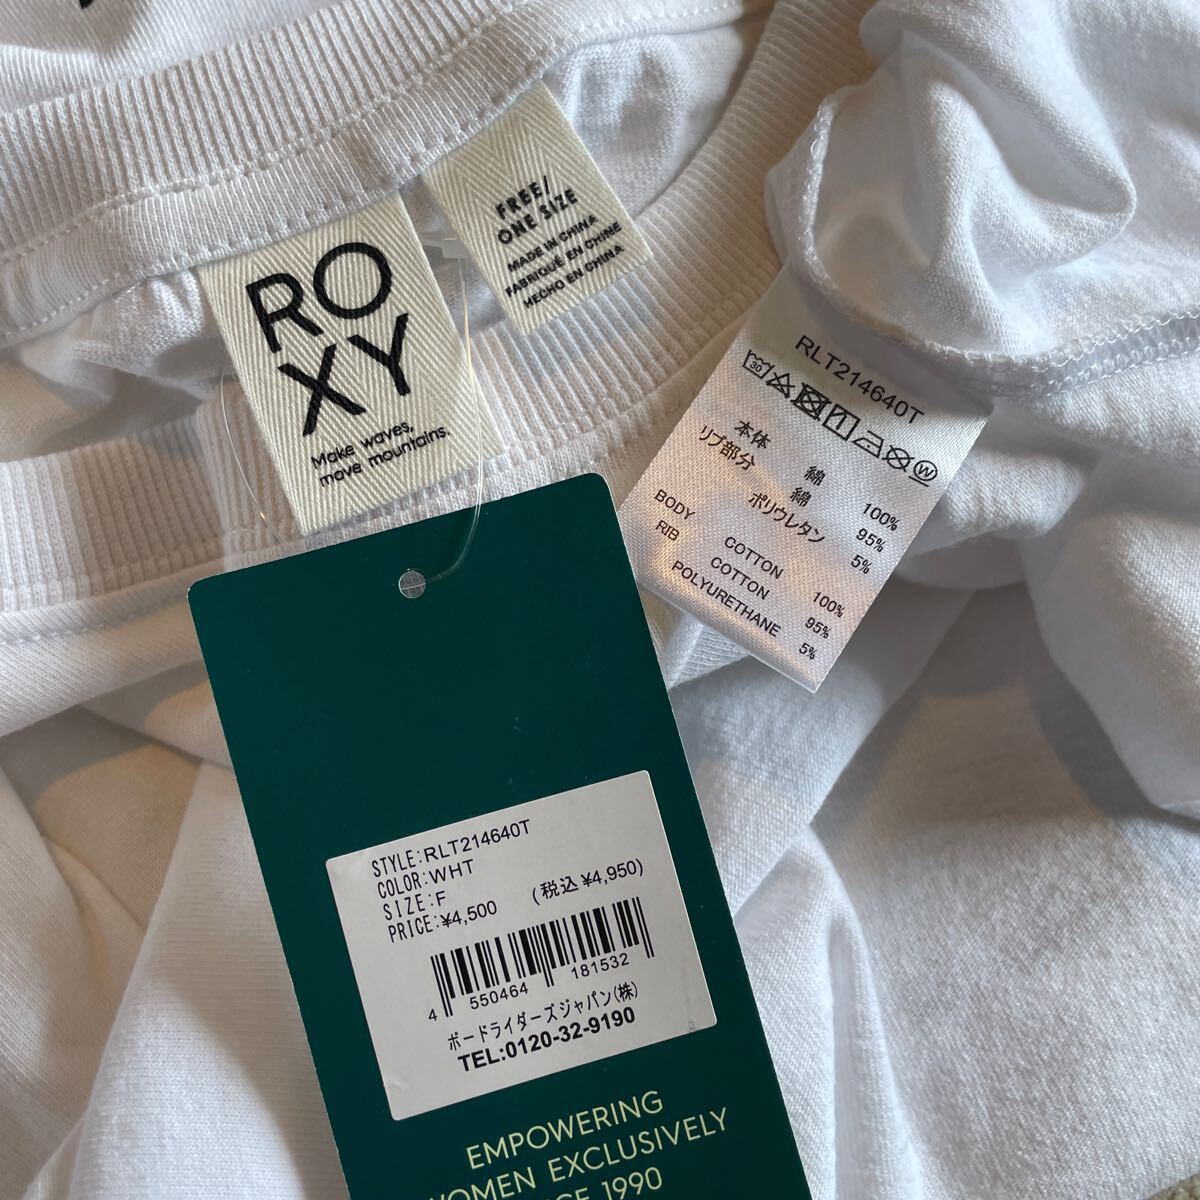 RO
XY
Make waves,
move mountains.
FREE/
ONE SIZE
MADE IN CHINA
FABRIQUÉ EN CHINE
HECHO EN CHINA
RLT214640T
30
W
本体 綿 100%
リブ部分 綿 95%
ポリウレタン 5%
BODY COTTON 100%
RIB COTTON 95%
POLYURETHANE 5%
STYLE:RLT214640T
COLOR:WHT
SIZE:F
PRICE:¥4,500 (税込¥4,950)
4 550464 181532
ボードライダーズジャパン(株)
TEL:0120-32-9190
EMPOWERING
WOMEN EXCLUSIVELY
SINCE 1990